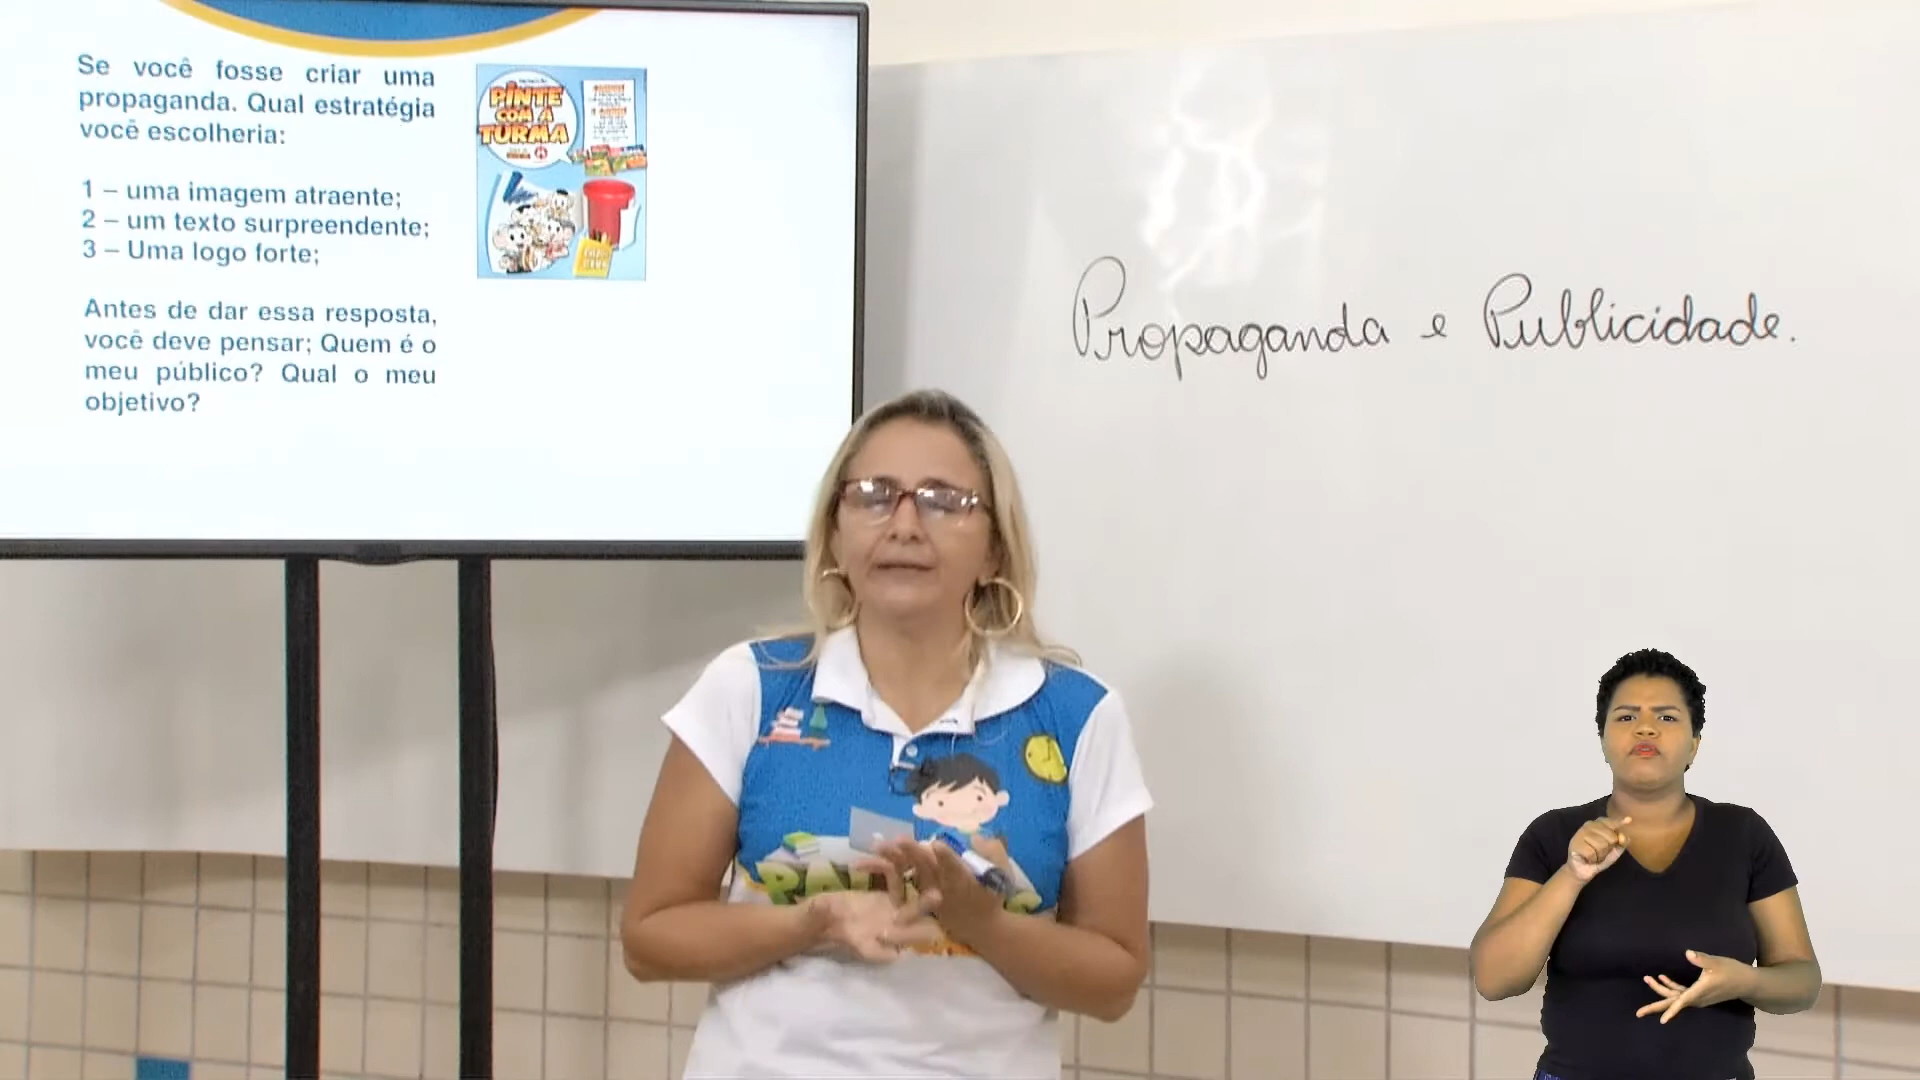 Se você fosse criar uma
propaganda. Qual estratégia
você escolheria:
1 – uma imagem atraente;
2 – um texto surpreendente;
3 – Uma logo forte;
Antes de dar essa resposta,
você deve pensar; Quem é o
meu público? Qual o meu
objetivo?
PINTE
COM A
TURMA
Propaganda e Publicidade.